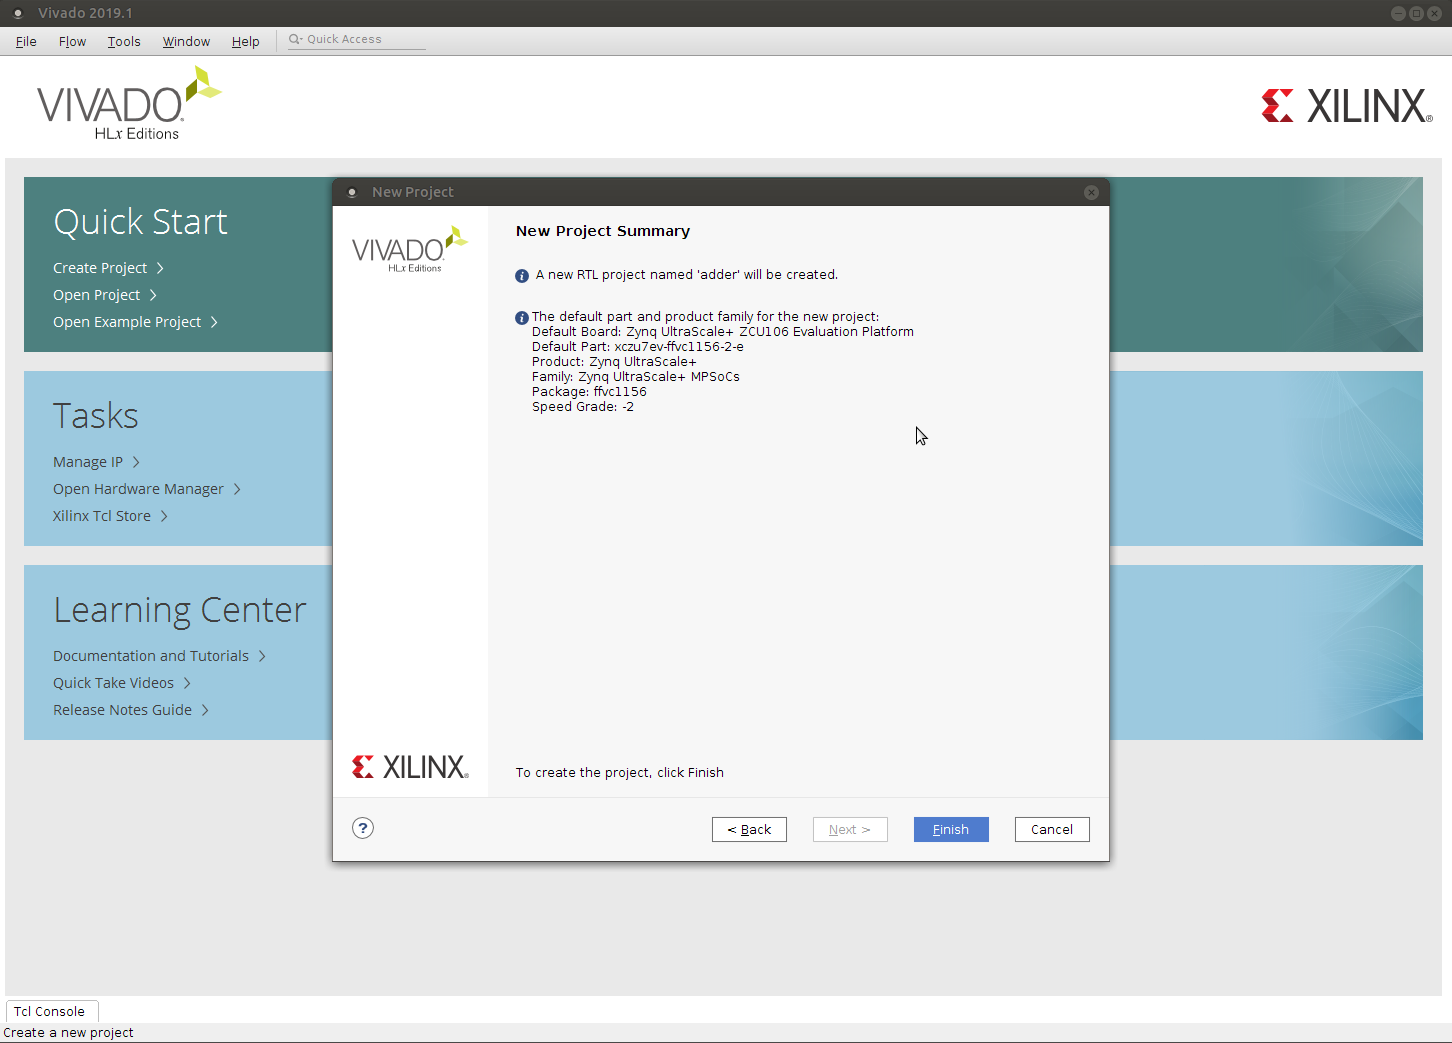 Vivado 2019.1
File Flow Tools Window Help Quick Access
VIVADO.
HLx Editions
XILINX®
Quick Start
Create Project >
Open Project >
Open Example Project >
Tasks
Manage IP >
Open Hardware Manager >
Xilinx Tcl Store >
Learning Center
Documentation and Tutorials >
Quick Take Videos >
Release Notes Guide >
New Project
VIVADO.
HLx Editions
New Project Summary
A new RTL project named 'adder' will be created.
The default part and product family for the new project:
Default Board: Zynq UltraScale+ ZCU106 Evaluation Platform
Default Part: xczu7ev-ffvc1156-2-e
Product: Zynq UltraScale+
Family: Zynq UltraScale+ MPSoCs
Package: ffvc1156
Speed Grade: -2
XILINX®
To create the project, click Finish
? < Back Next > Finish Cancel
Tcl Console
Create a new project